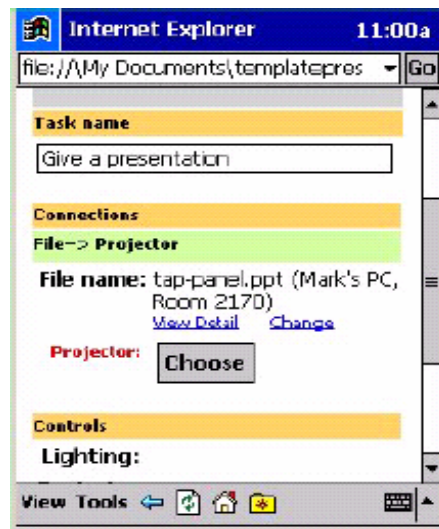 Internet Explorer 11:00a
file://\My Documents\templatepres Go
Task name
Give a presentation
Connections
File-> Projector
File name: tap-panel.ppt (Mark's PC,
Room 2170)
View Detail Change
Projector: Choose
Controls
Lighting:
View Tools